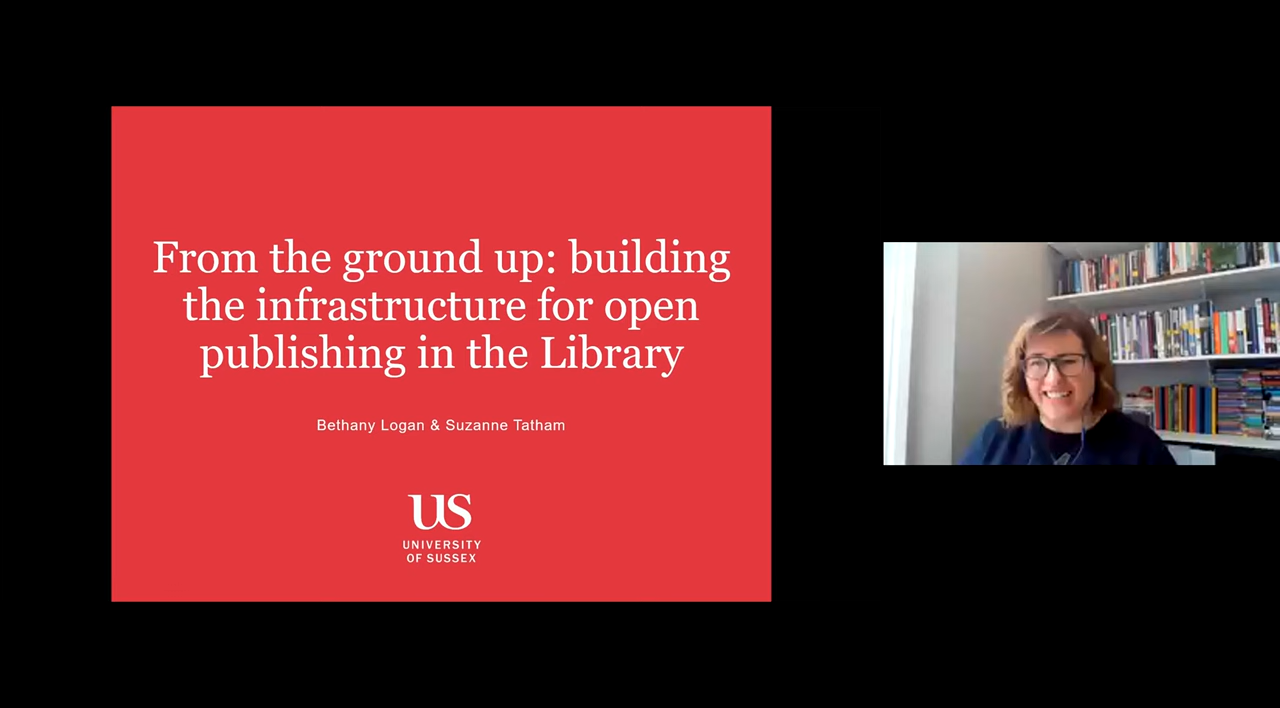 From the ground up: building
the infrastructure for open
publishing in the Library
Bethany Logan & Suzanne Tatham
US
UNIVERSITY
OF SUSSEX